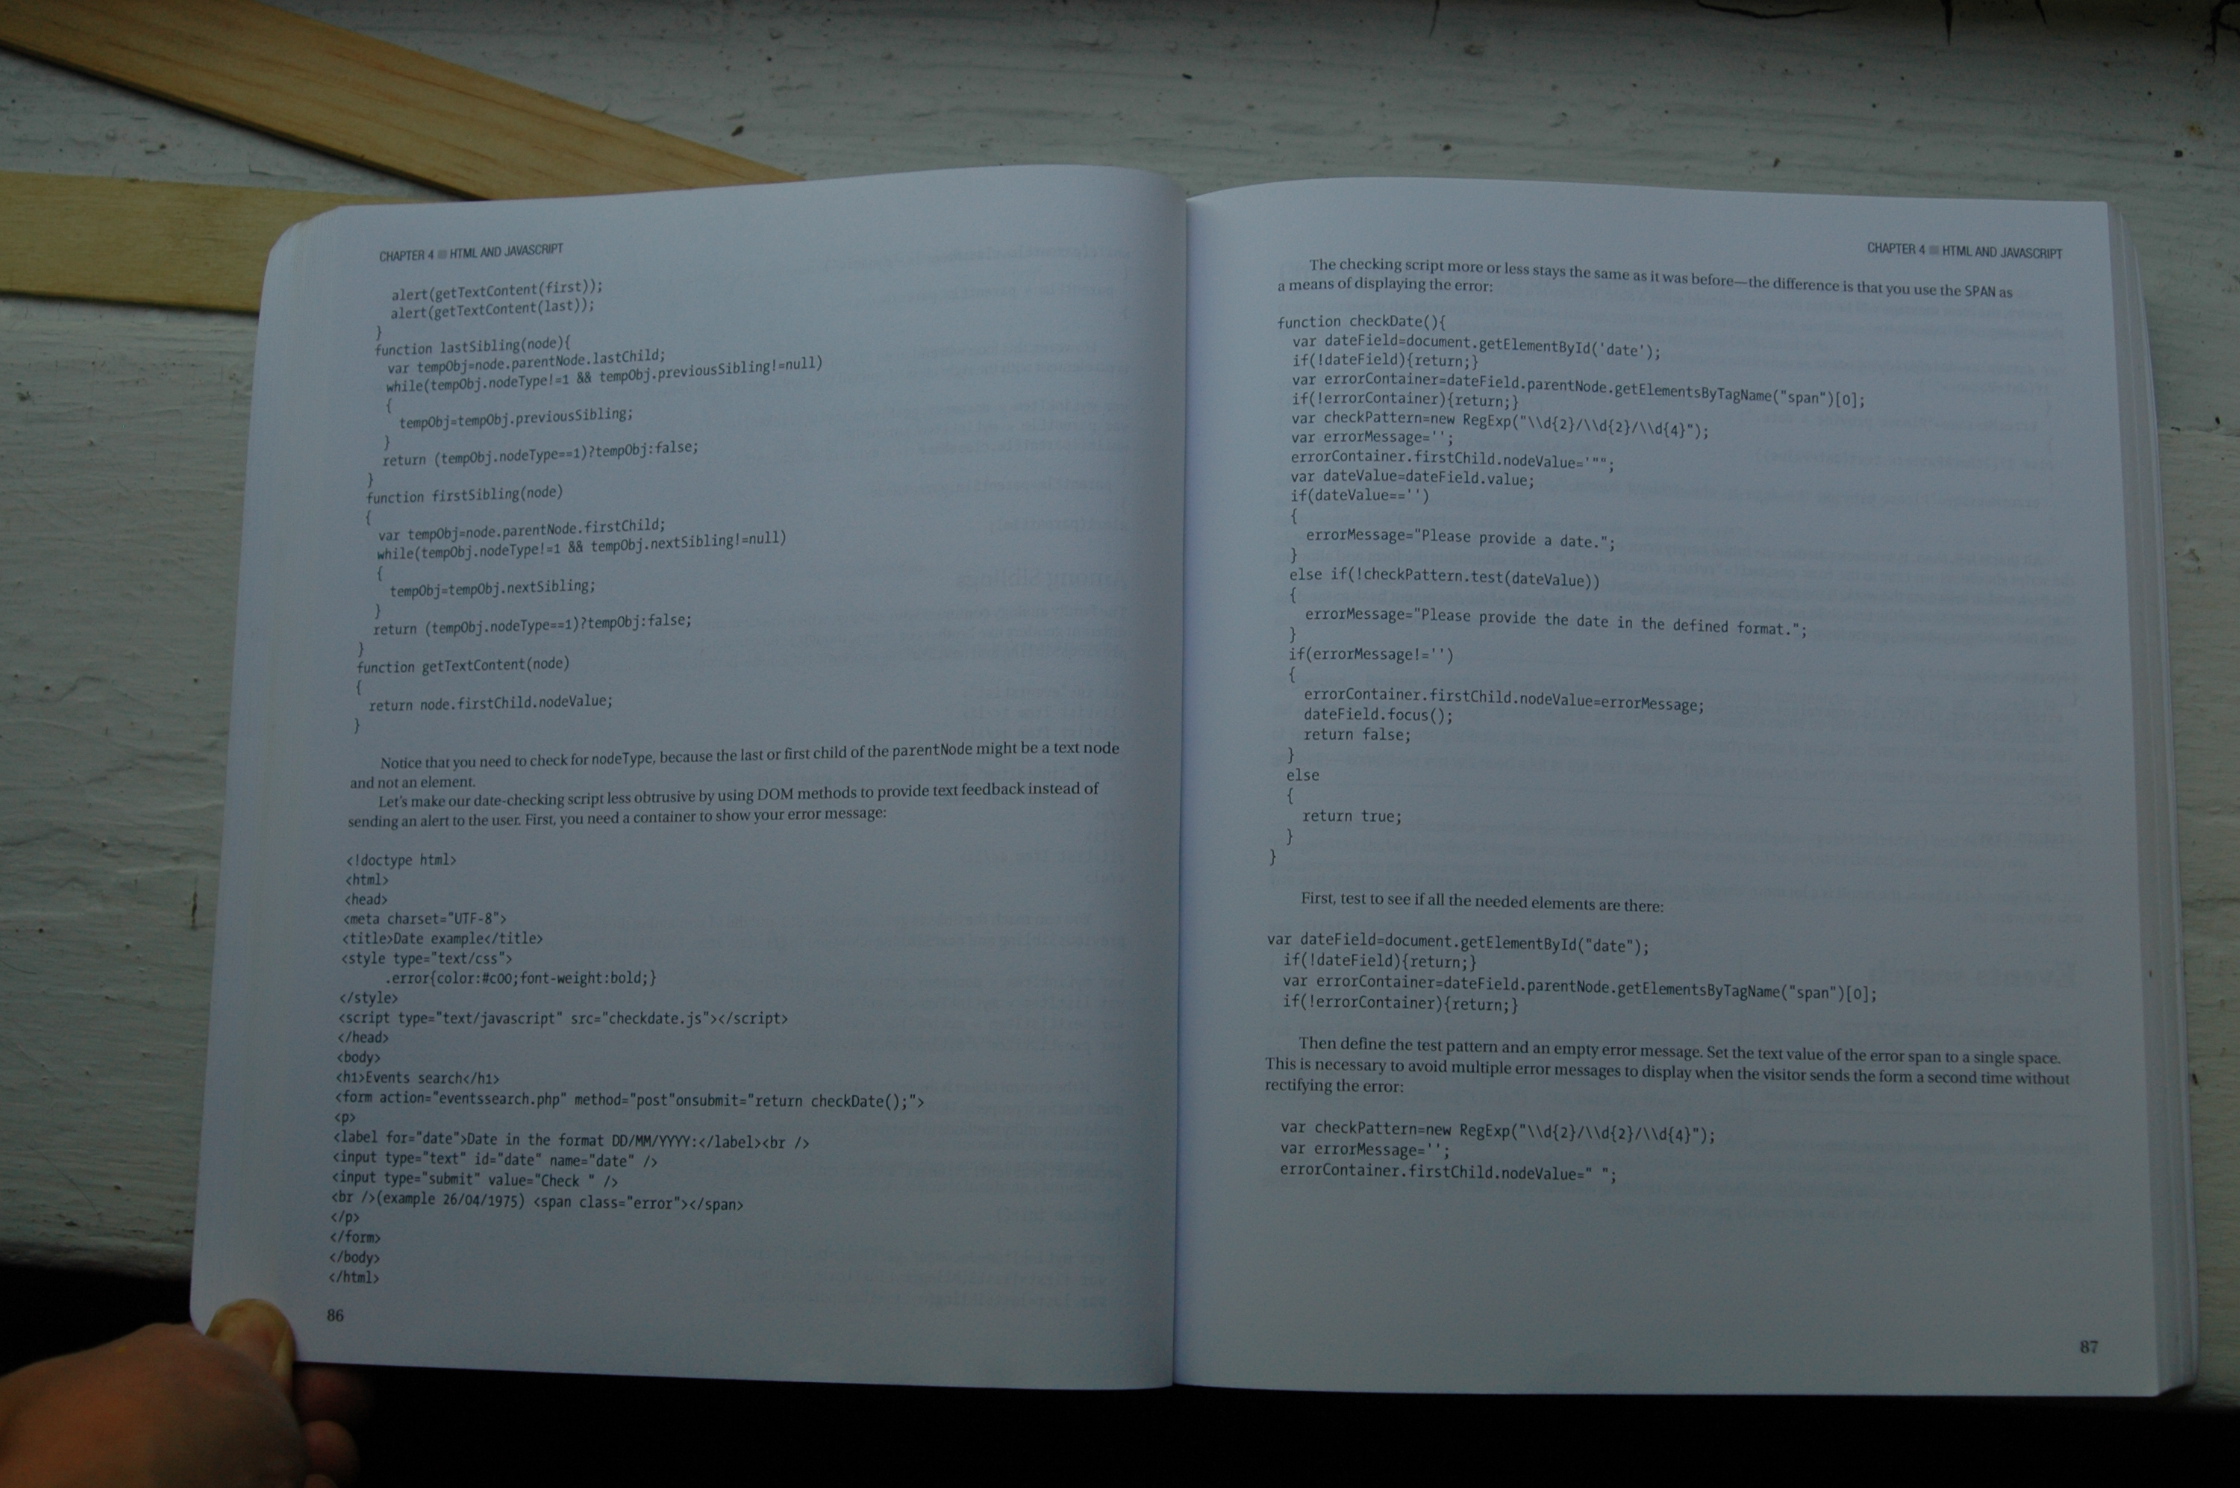 CHAPTER 4 ■ HTML AND JAVASCRIPT
alert(getTextContent(first));
alert(getTextContent(last));
}
function lastSibling(node){
var tempObj=node.parentNode.lastChild;
while(tempObj.nodeType!=1 && tempObj.previousSibling!=null)
{
tempObj=tempObj.previousSibling;
}
return (tempObj.nodeType==1)?tempObj:false;
}
function firstSibling(node)
{
var tempObj=node.parentNode.firstChild;
while(tempObj.nodeType!=1 && tempObj.nextSibling!=null)
{
tempObj=tempObj.nextSibling;
}
return (tempObj.nodeType==1)?tempObj:false;
}
function getTextContent(node)
{
return node.firstChild.nodeValue;
}
Notice that you need to check for nodeType, because the last or first child of the parentNode might be a text node
and not an element.
Let's make our date-checking script less obtrusive by using DOM methods to provide text feedback instead of
sending an alert to the user. First, you need a container to show your error message:
<!doctype html>
<html>
<head>
<meta charset="UTF-8">
<title>Date example</title>
<style type="text/css">
.error{color:#c00;font-weight:bold;}
</style>
<script type="text/javascript" src="checkdate.js"></script>
</head>
<body>
<h1>Events search</h1>
<form action="eventssearch.php" method="post"onsubmit="return checkDate();">
<p>
<label for="date">Date in the format DD/MM/YYYY:</label><br />
<input type="text" id="date" name="date" />
<input type="submit" value="Check " />
<br />(example 26/04/1975) <span class="error"></span>
</p>
</form>
</body>
</html>
86
CHAPTER 4 ■ HTML AND JAVASCRIPT
The checking script more or less stays the same as it was before—the difference is that you use the SPAN as
a means of displaying the error:
function checkDate(){
var dateField=document.getElementById('date');
if(!dateField){return;}
var errorContainer=dateField.parentNode.getElementsByTagName("span")[0];
if(!errorContainer){return;}
var checkPattern=new RegExp("\\d{2}/\\d{2}/\\d{4}");
var errorMessage='';
errorContainer.firstChild.nodeValue='"";
var dateValue=dateField.value;
if(dateValue=='')
{
errorMessage="Please provide a date.";
}
else if(!checkPattern.test(dateValue))
{
errorMessage="Please provide the date in the defined format.";
}
if(errorMessage!='')
{
errorContainer.firstChild.nodeValue=errorMessage;
dateField.focus();
return false;
}
else
{
return true;
}
}
First, test to see if all the needed elements are there:
var dateField=document.getElementById("date");
if(!dateField){return;}
var errorContainer=dateField.parentNode.getElementsByTagName("span")[0];
if(!errorContainer){return;}
Then define the test pattern and an empty error message. Set the text value of the error span to a single space.
This is necessary to avoid multiple error messages to display when the visitor sends the form a second time without
rectifying the error:
var checkPattern=new RegExp("\\d{2}/\\d{2}/\\d{4}");
var errorMessage='';
errorContainer.firstChild.nodeValue=" ";
87